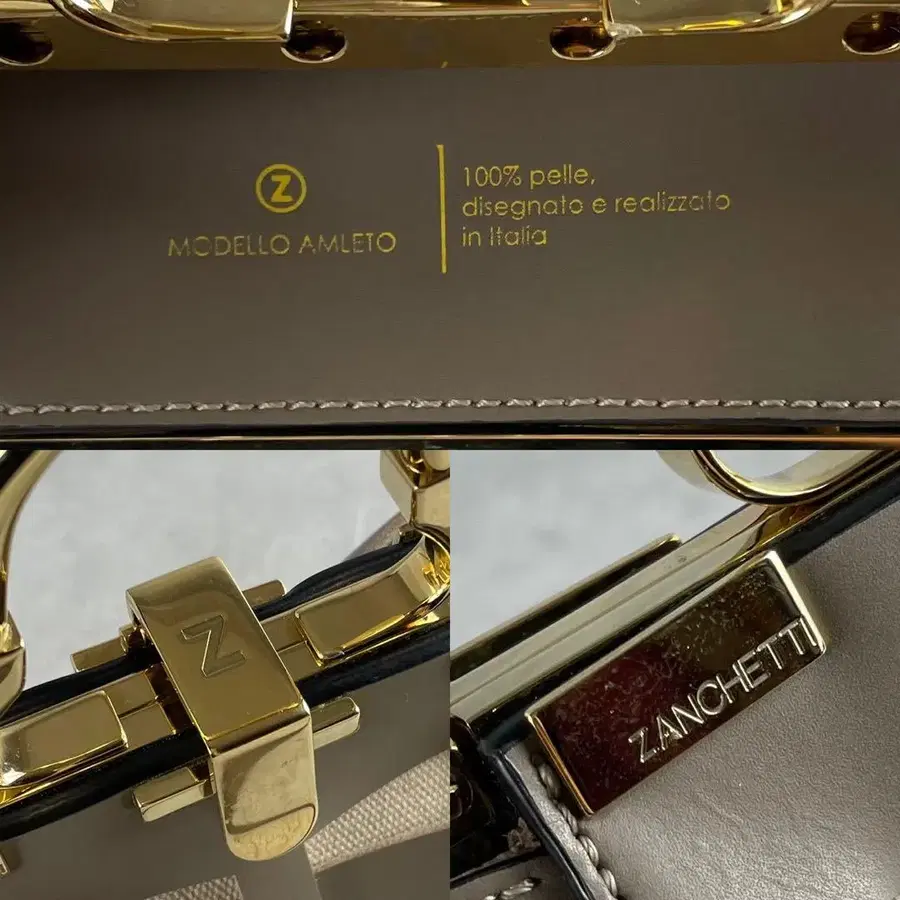 Z
MODELLO AMLETO
100% pelle,
disegnato e realizzato
in Italia
Z
ZANCHETTI